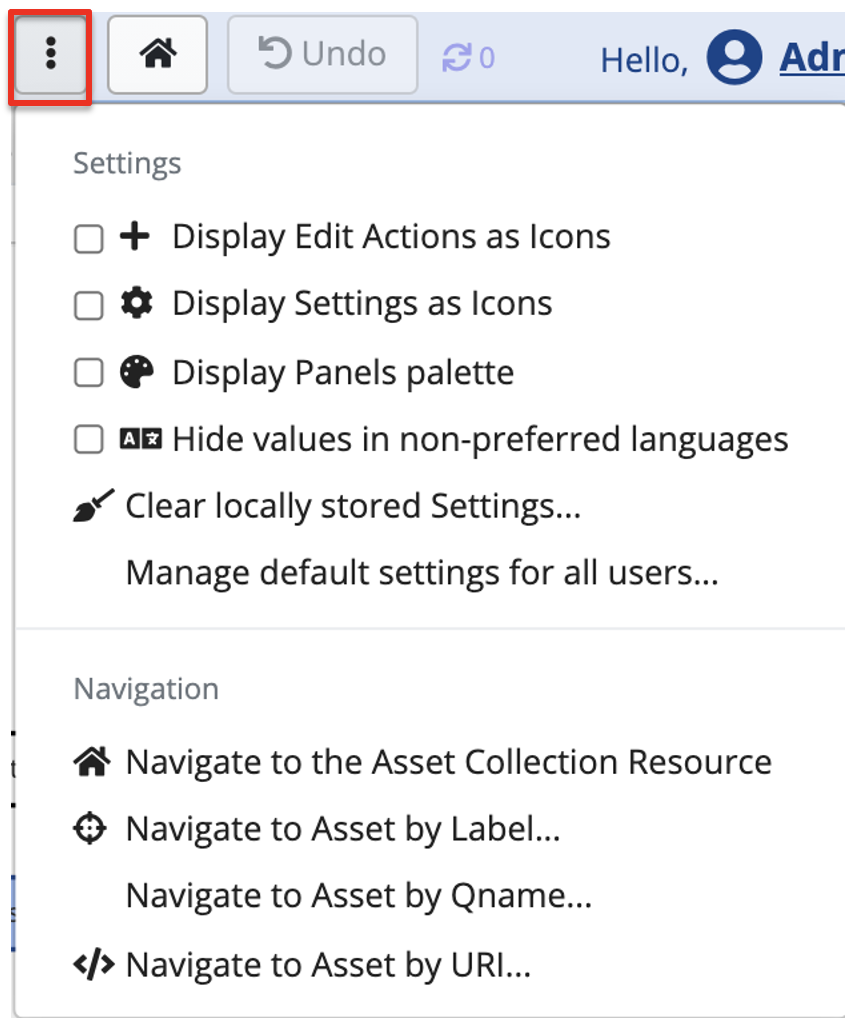 Undo
0
Hello,
Adr
Settings
Display Edit Actions as Icons
Display Settings as Icons
Display Panels palette
Hide values in non-preferred languages
Clear locally stored Settings...
Manage default settings for all users...
Navigation
Navigate to the Asset Collection Resource
Navigate to Asset by Label...
Navigate to Asset by Qname...
Navigate to Asset by URI...